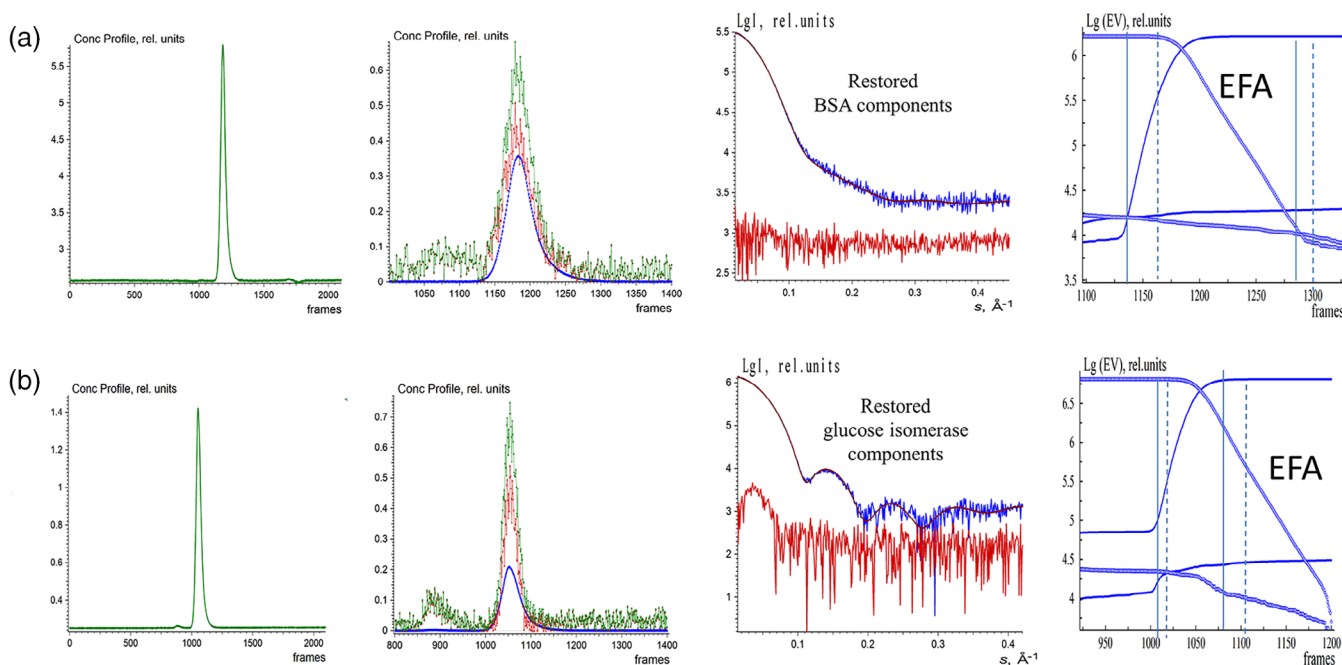 (a)
Conc Profile, rel. units
5
4.5
4
3.5
3
0 500 1000 1500 2000
frames
Conc Profile, rel. units
0.6
0.5
0.4
0.3
0.2
0.1
0
1050 1100 1150 1200 1250 1300 1350 1400
frames
LgI, rel.units
5.5
5
4.5
4
3.5
3
2.5
Restored
BSA components
0.1 0.2 0.3 0.4
s, Å⁻¹
Lg (EV), rel.units
6
5.5
5
4.5
4
3.5
EFA
1100 1150 1200 1250 1300
frames
(b)
Conc Profile, rel. units
1.4
1.2
1
0.8
0.6
0.4
0 500 1000 1500 2000
frames
Conc Profile, rel. units
0.7
0.6
0.5
0.4
0.3
0.2
0.1
0
800 900 1000 1100 1200 1300 1400
frames
LgI, rel.units
6
5
4
3
2
1
Restored
glucose isomerase
components
0.1 0.2 0.3 0.4
s, Å⁻¹
Lg (EV), rel.units
6.5
6
5.5
5
4.5
4
EFA
950 1000 1050 1100 1150 1200
frames